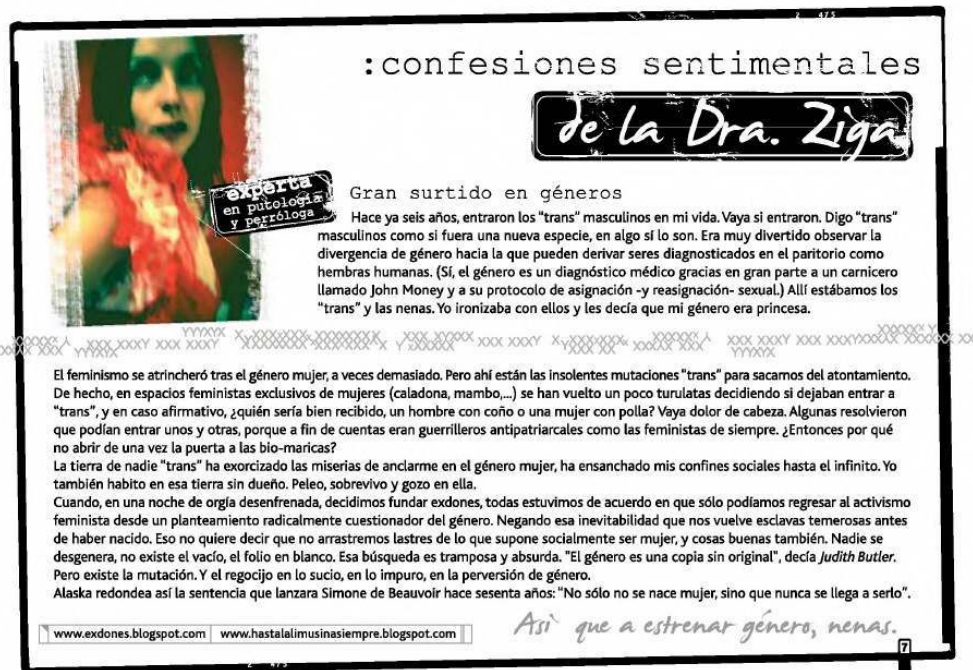 2 475
:confesiones sentimentales
de la Dra. Ziga
experta
en putología
y perróloga
Gran surtido en géneros
Hace ya seis años, entraron los "trans" masculinos en mi vida. Vaya si entraron. Digo "trans"
masculinos como si fuera una nueva especie, en algo sí lo son. Era muy divertido observar la
divergencia de género hacia la que pueden derivar seres diagnosticados en el paritorio como
hembras humanas. (Sí, el género es un diagnóstico médico gracias en gran parte a un carnicero
llamado John Money y a su protocolo de asignación -y reasignación- sexual.) Allí estábamos los
"trans" y las nenas. Yo ironizaba con ellos y les decía que mi género era princesa.
El feminismo se atrincheró tras el género mujer, a veces demasiado. Pero ahí están las insolentes mutaciones "trans" para sacarnos del atontamiento.
De hecho, en espacios feministas exclusivos de mujeres (caladona, mambo,...) se han vuelto un poco turulatas decidiendo si dejaban entrar a
"trans", y en caso afirmativo, ¿quién sería bien recibido, un hombre con coño o una mujer con polla? Vaya dolor de cabeza. Algunas resolvieron
que podían entrar unos y otras, porque a fin de cuentas eran guerrilleros antipatriarcales como las feministas de siempre. ¿Entonces por qué
no abrir de una vez la puerta a las bio-maricas?
La tierra de nadie "trans" ha exorcizado las miserias de anclarme en el género mujer, ha ensanchado mis confines sociales hasta el infinito. Yo
también habito en esa tierra sin dueño. Peleo, sobrevivo y gozo en ella.
Cuando, en una noche de orgía desenfrenada, decidimos fundar exdones, todas estuvimos de acuerdo en que sólo podíamos regresar al activismo
feminista desde un planteamiento radicalmente cuestionador del género. Negando esa inevitabilidad que nos vuelve esclavas temerosas antes
de haber nacido. Eso no quiere decir que no arrastremos lastres de lo que supone socialmente ser mujer, y cosas buenas también. Nadie se
desgenera, no existe el vacío, el folio en blanco. Esa búsqueda es tramposa y absurda. "El género es una copia sin original", decía Judith Butler.
Pero existe la mutación. Y el regocijo en lo sucio, en lo impuro, en la perversión de género.
Alaska redondea así la sentencia que lanzara Simone de Beauvoir hace sesenta años: "No sólo no se nace mujer, sino que nunca se llega a serlo".
Así que a estrenar género, nenas.
www.exdones.blogspot.com www.hastalalimusinasiempre.blogspot.com
7